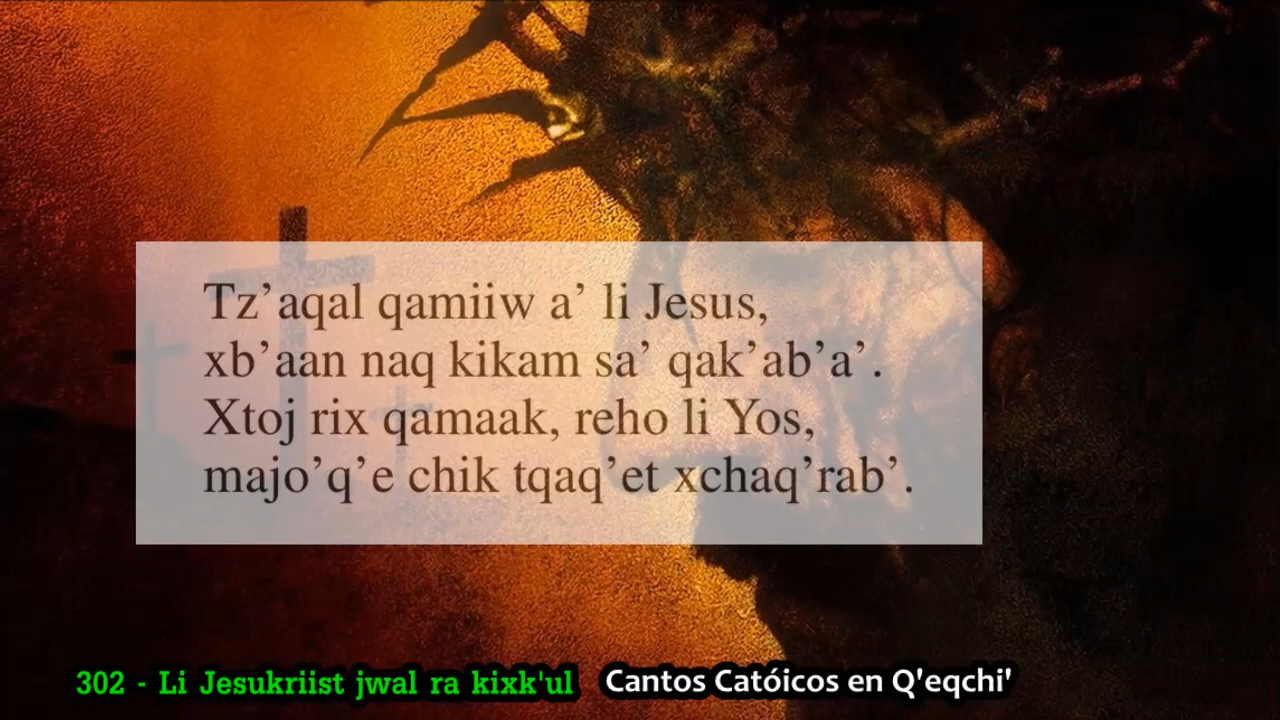 Tz’aqal qamiiw a’ li Jesus,
xb’aan naq kikam sa’ qak’ab’a’.
Xtoj rix qamaak, reho li Yos,
majo’q’e chik tqaq’et xchaq’rab’.
302 - Li Jesukriist jwal ra kixk'ul Cantos Catóicos en Q'eqchi'